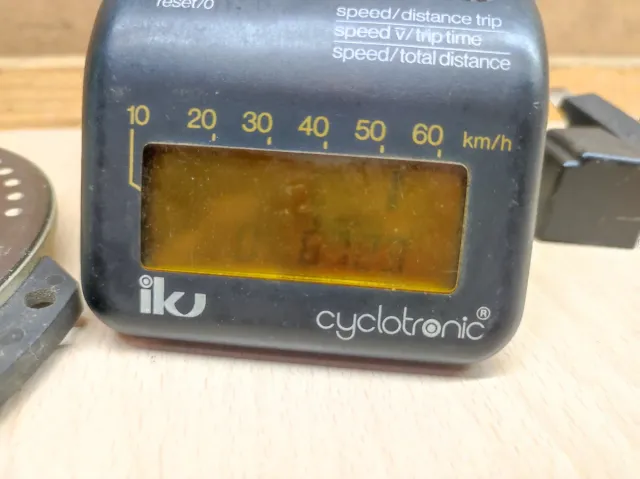 reset/0
speed/distance trip
speed v̅/trip time
speed/total distance
10 20 30 40 50 60 km/h
iku cyclotronic®